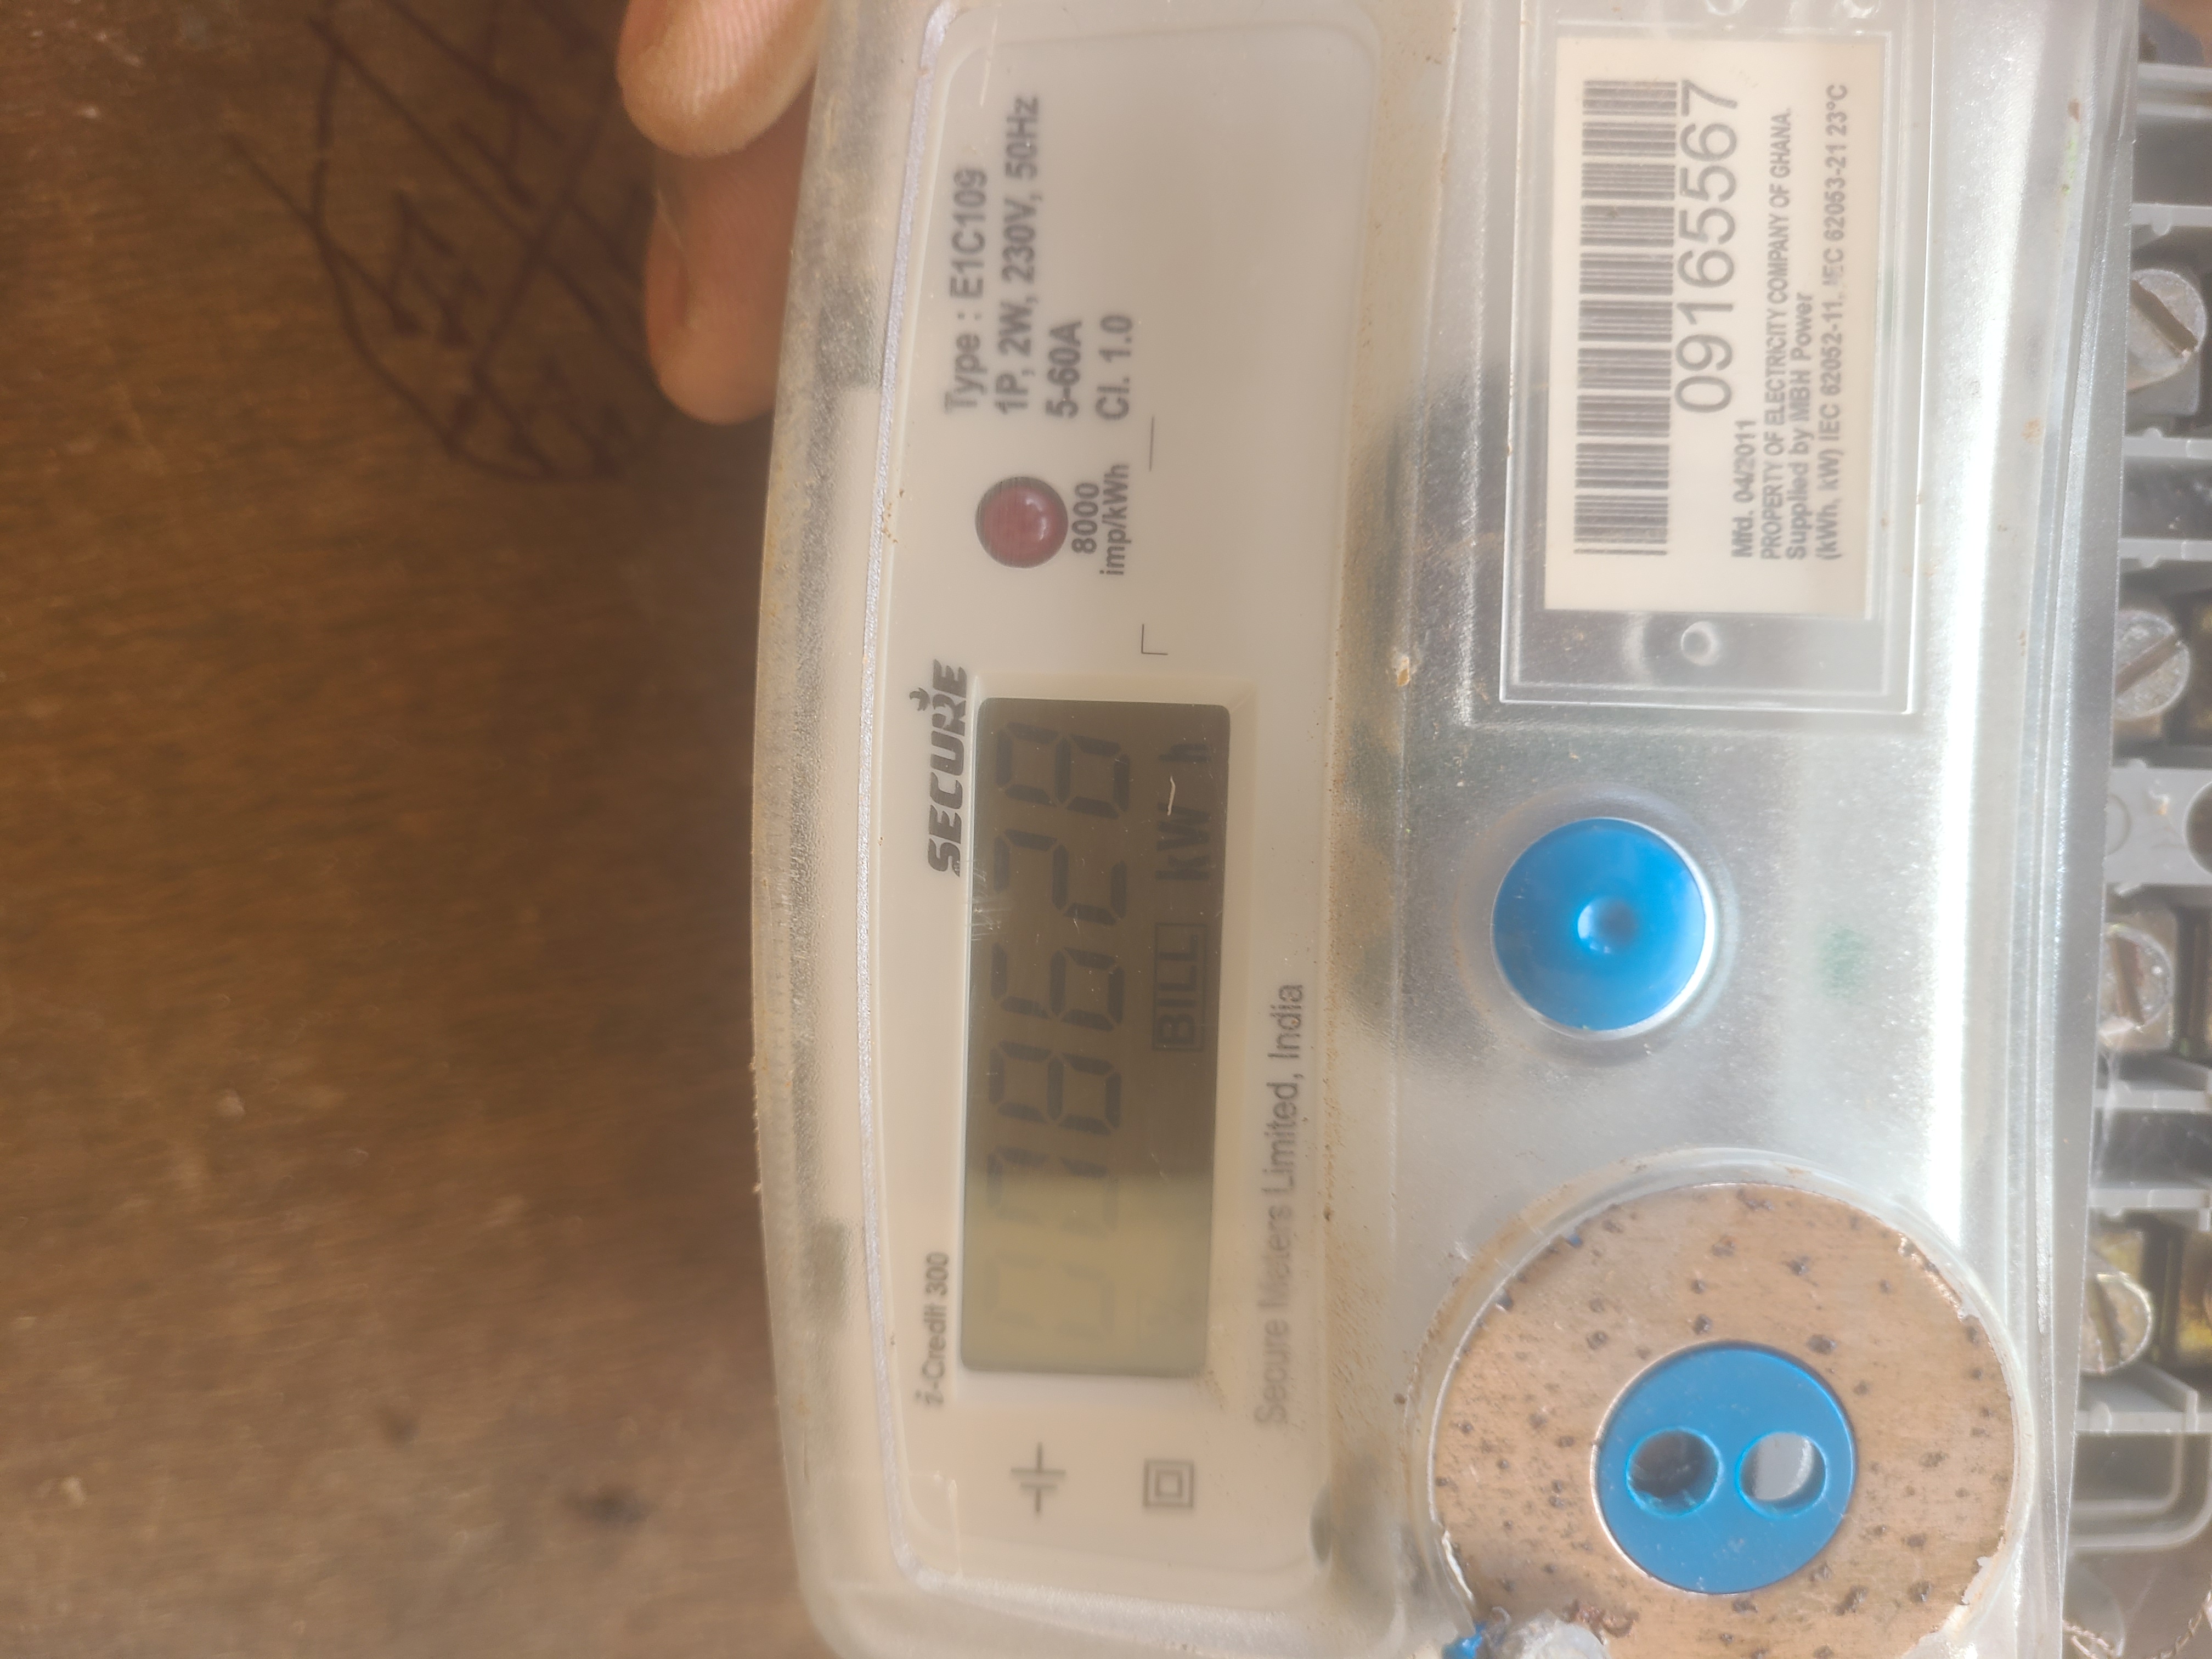 i-Credit 300
SECURE
008628
BILL kW h
Secure Meters Limited, India
Type : E1C109
1P, 2W, 230V, 50Hz
5-60A
Cl. 1.0
8000
imp/kWh
09165567
Mfd. 04/2011
PROPERTY OF ELECTRICITY COMPANY OF GHANA.
Supplied by MBH Power
(kWh, kW) IEC 62052-11, IEC 62053-21 23°C